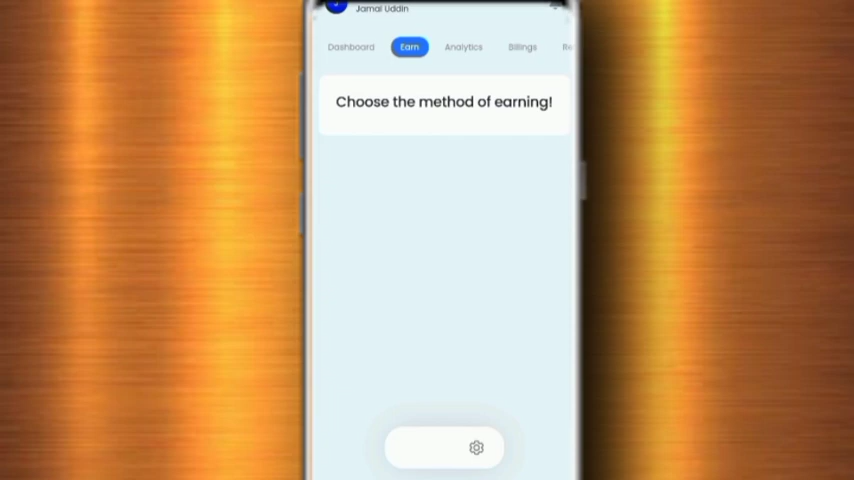 Jamal Uddin
Dashboard Earn Analytics Billings
Choose the method of earning!